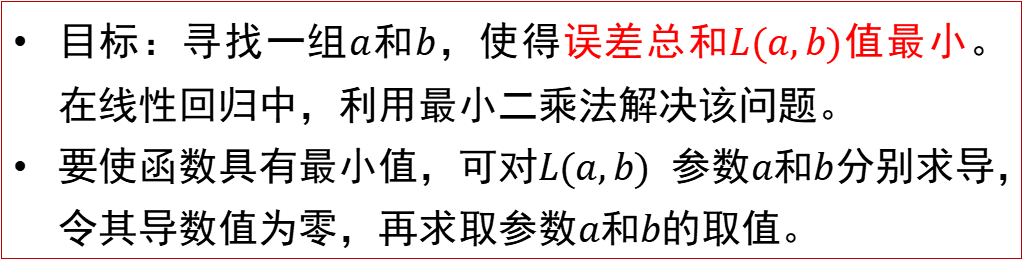 • 目标：寻找一组a和b，使得误差总和L(a,b)值最小。
在线性回归中，利用最小二乘法解决该问题。
• 要使函数具有最小值，可对L(a,b) 参数a和b分别求导，
令其导数值为零，再求取参数a和b的取值。